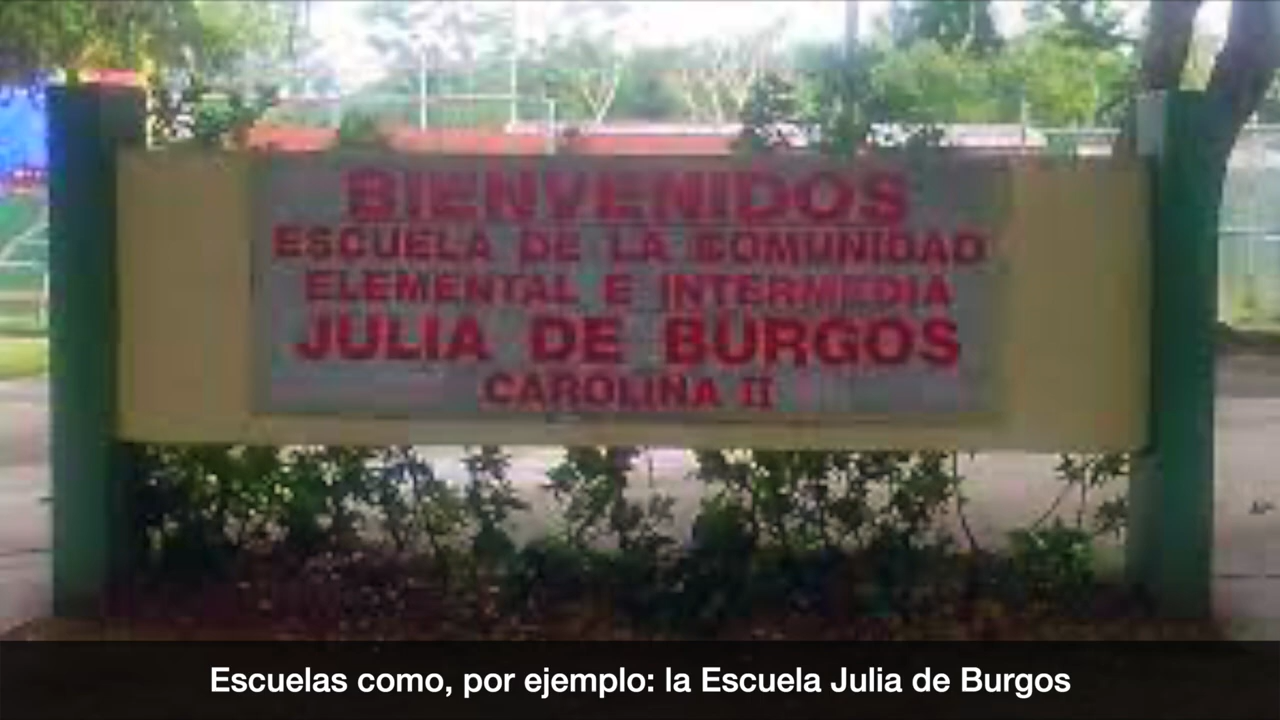 BIENVENIDOS
ESCUELA DE LA COMUNIDAD
ELEMENTAL E INTERMEDIA
JULIA DE BURGOS
CAROLINA II
Escuelas como, por ejemplo: la Escuela Julia de Burgos